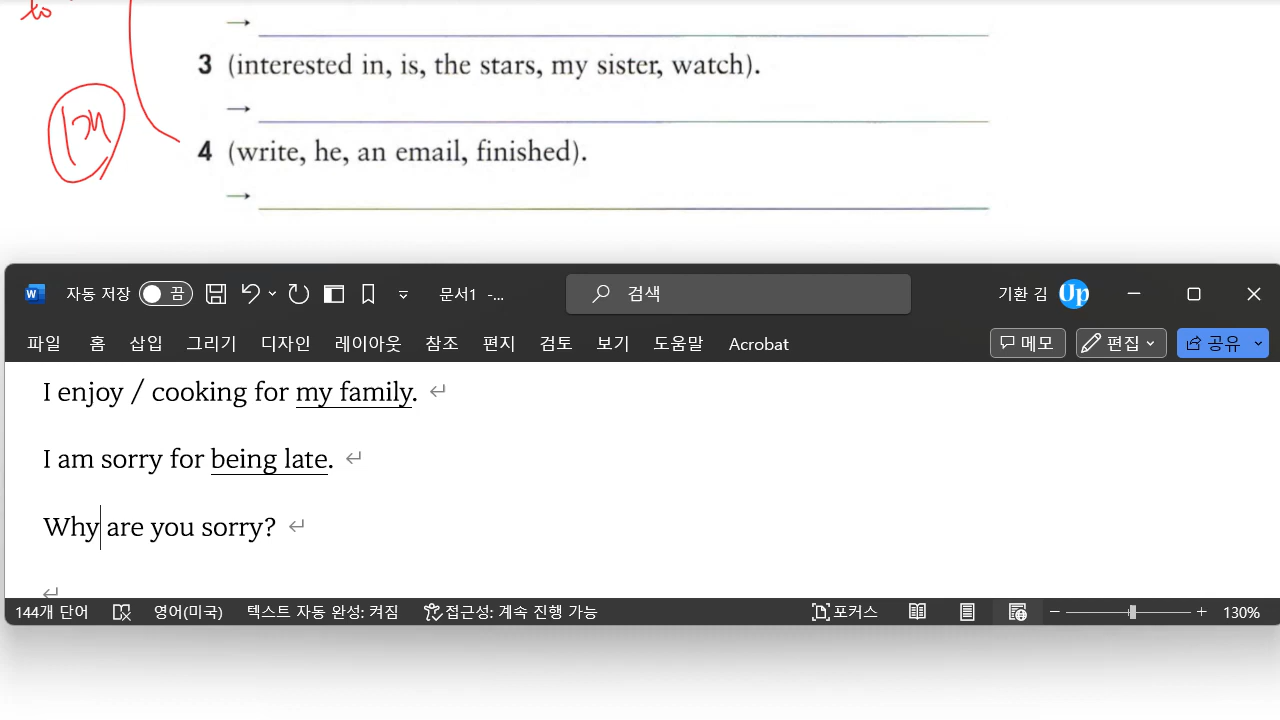 to
→
3 (interested in, is, the stars, my sister, watch).
→
4 (write, he, an email, finished).
→
자동 저장 끔 문서1 -... 검색 기환 김 Up
파일 홈 삽입 그리기 디자인 레이아웃 참조 편지 검토 보기 도움말 Acrobat 메모 편집 공유
I enjoy / cooking for my family. ↵
I am sorry for being late. ↵
Why are you sorry? ↵
↵
144개 단어 영어(미국) 텍스트 자동 완성: 켜짐 접근성: 계속 진행 가능 포커스 130%